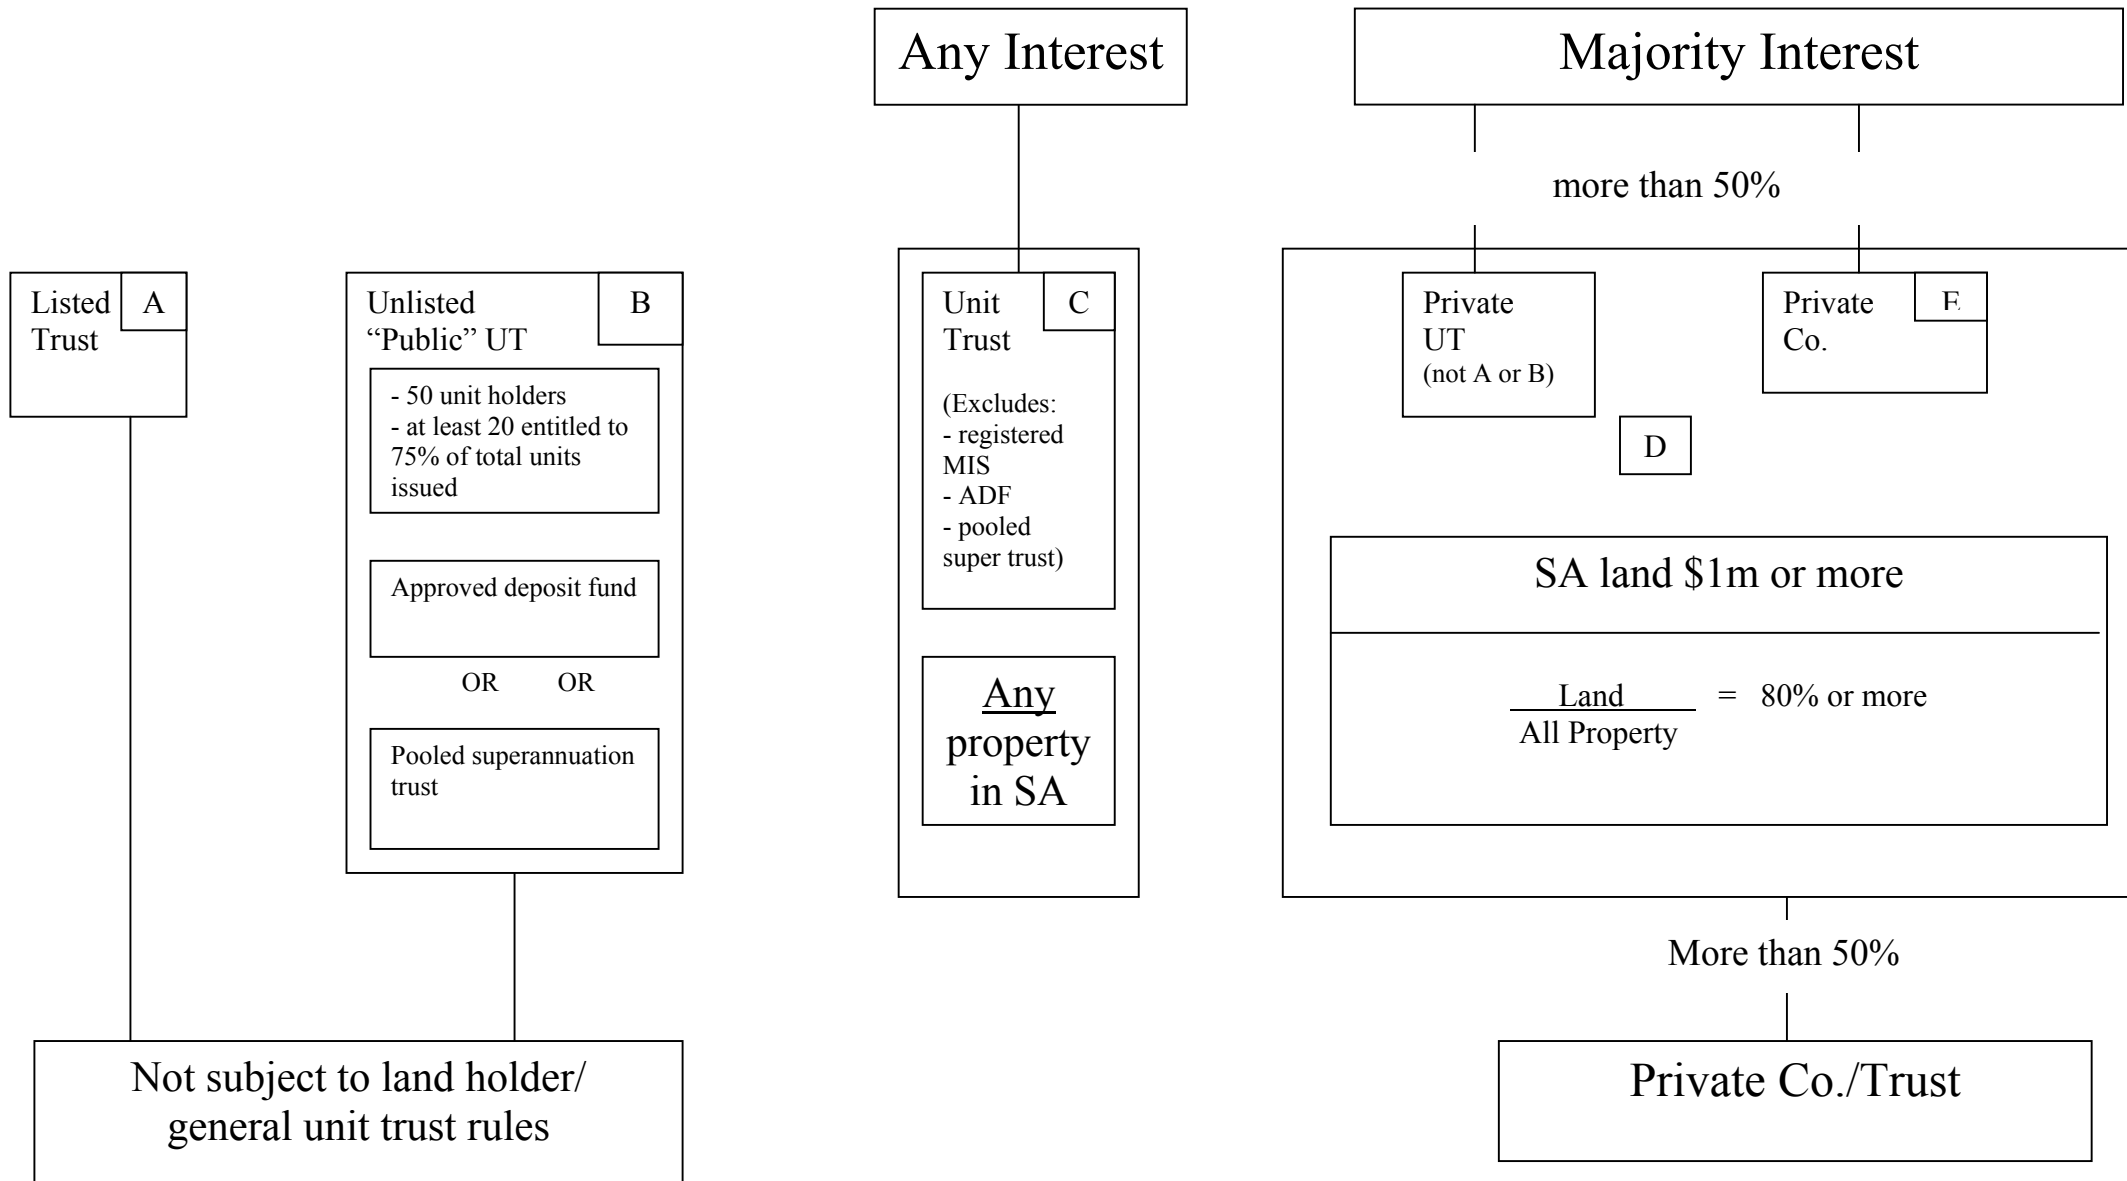 Any Interest
Majority Interest
more than 50%
Listed
Trust
A
Unlisted
“Public” UT
B
- 50 unit holders
- at least 20 entitled to
75% of total units
issued
Approved deposit fund
OR OR
Pooled superannuation
trust
Unit
Trust
C
(Excludes:
- registered
MIS
- ADF
- pooled
super trust)
Any
property
in SA
Private
UT
(not A or B)
Private
Co.
E
D
SA land $1m or more
Land = 80% or more
All Property
More than 50%
Not subject to land holder/
general unit trust rules
Private Co./Trust